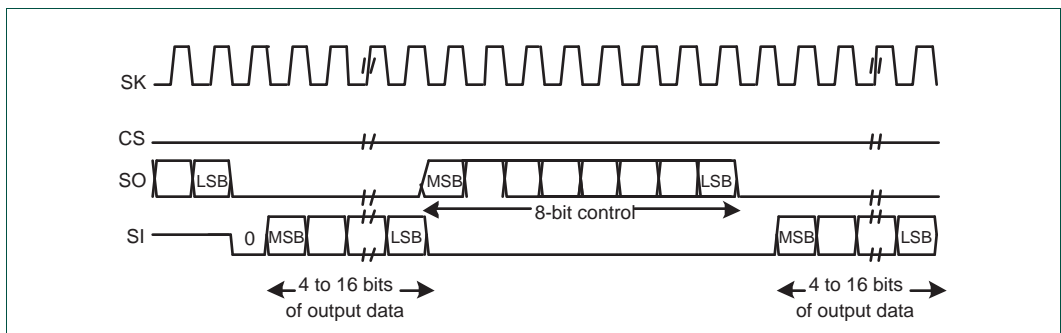 SK
CS
SO LSB MSB LSB
8-bit control
SI 0 MSB LSB MSB LSB
4 to 16 bits 4 to 16 bits
of output data of output data